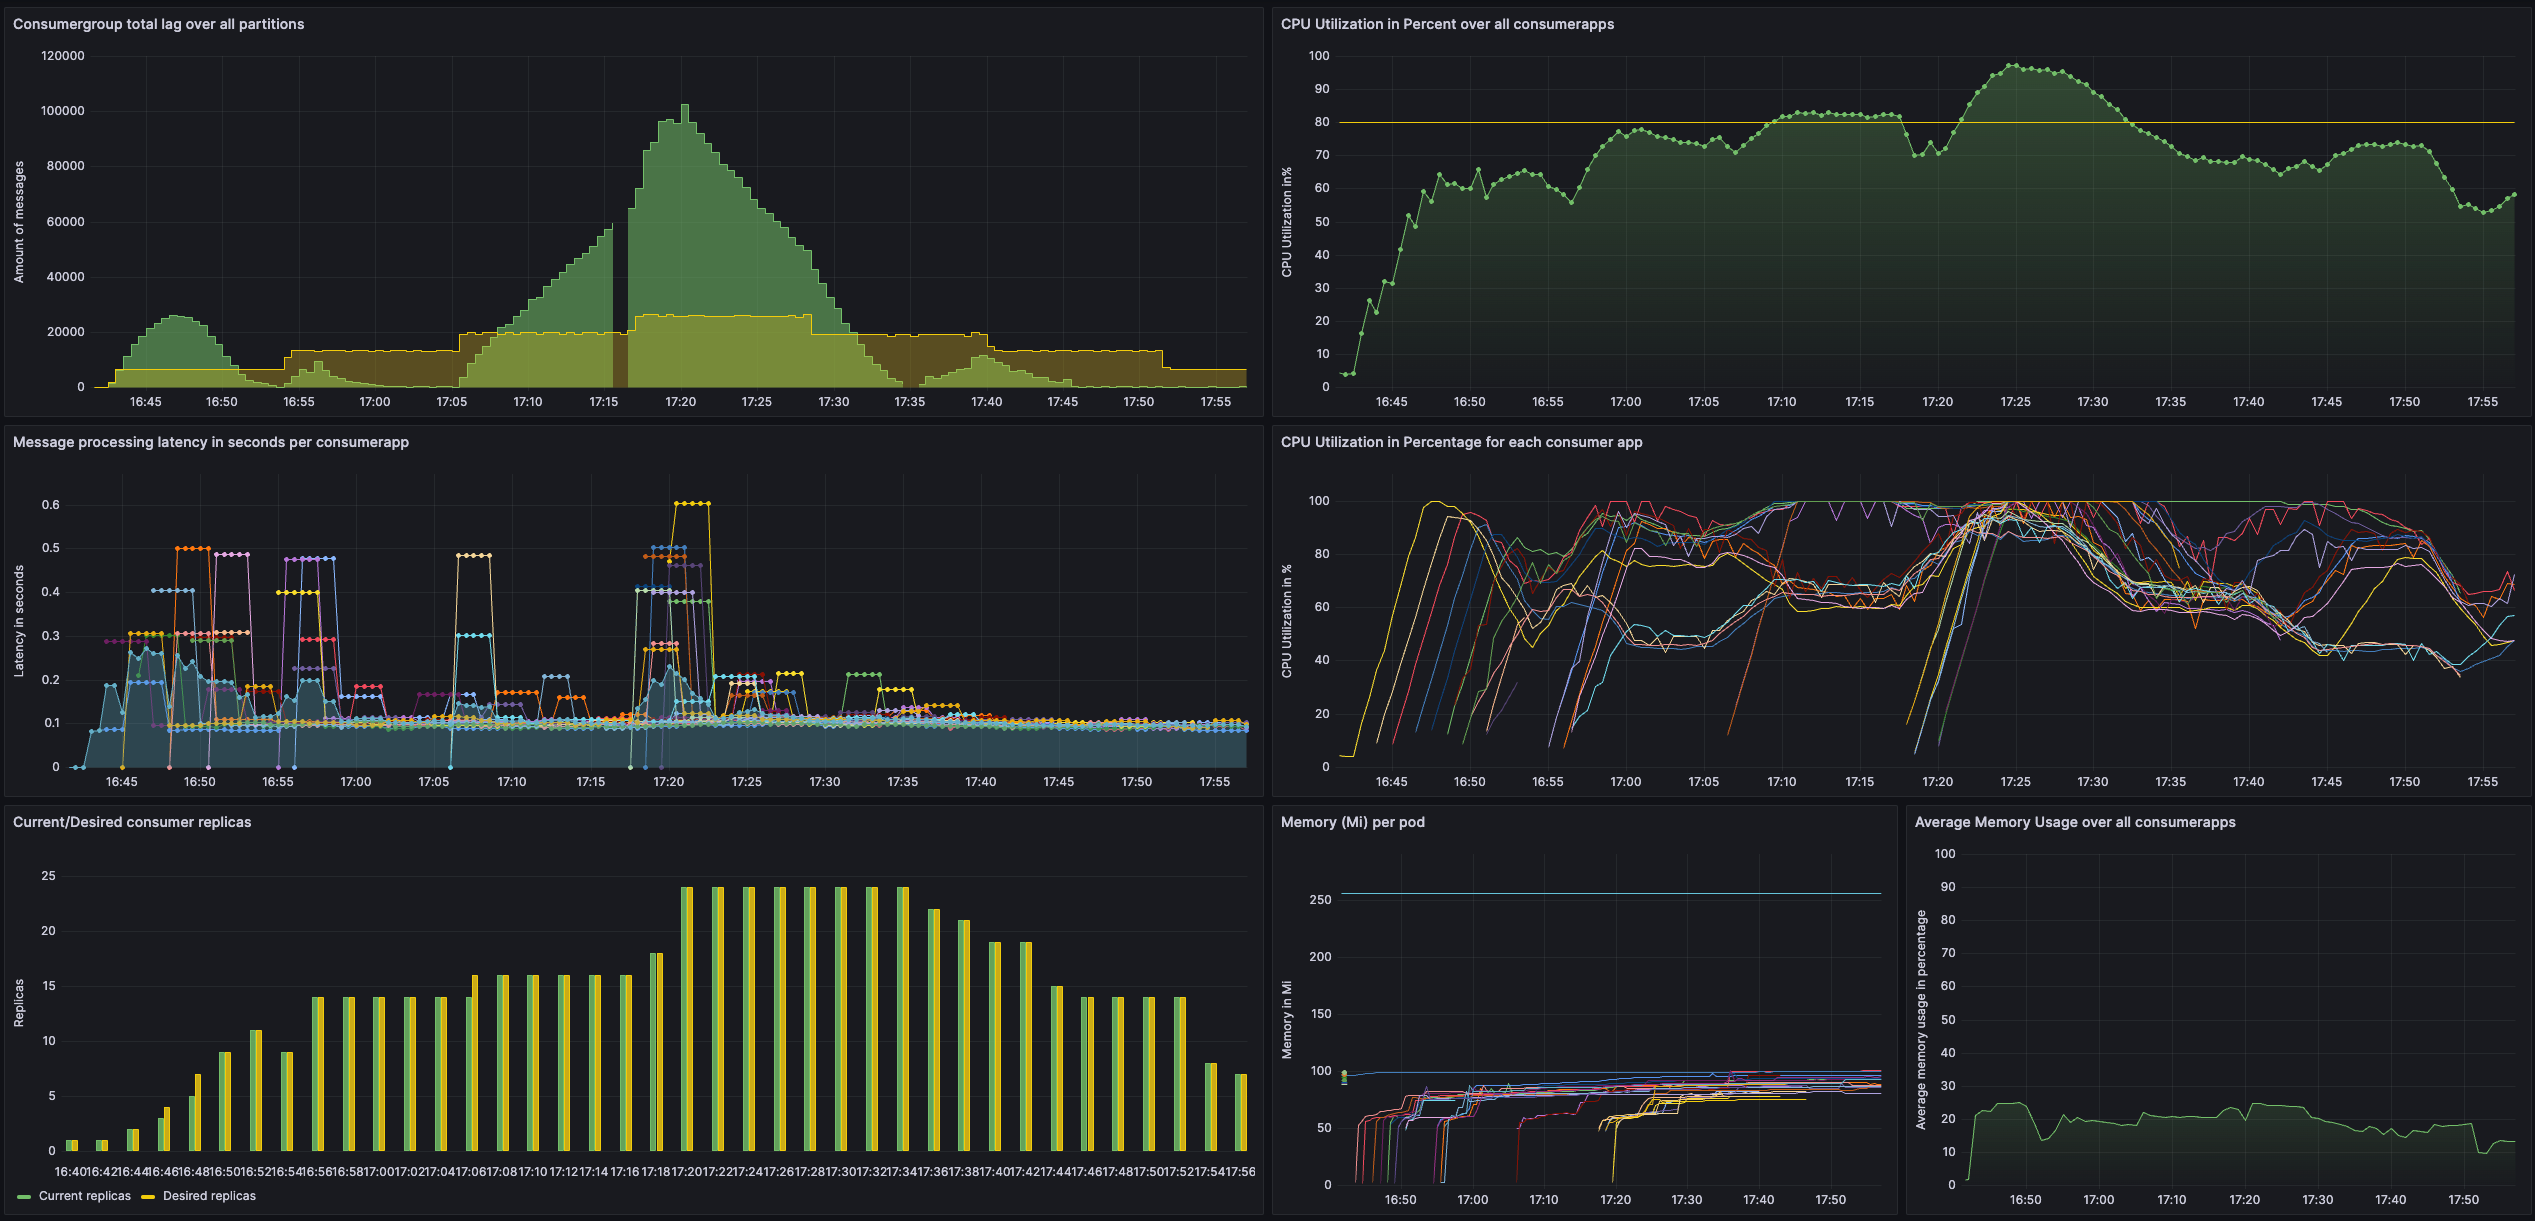 Consumergroup total lag over all partitions
Amount of messages
120000
100000
80000
60000
40000
20000
0
16:45 16:50 16:55 17:00 17:05 17:10 17:15 17:20 17:25 17:30 17:35 17:40 17:45 17:50 17:55
CPU Utilization in Percent over all consumerapps
CPU Utilization in%
100
90
80
70
60
50
40
30
20
10
0
16:45 16:50 16:55 17:00 17:05 17:10 17:15 17:20 17:25 17:30 17:35 17:40 17:45 17:50 17:55
Message processing latency in seconds per consumerapp
Latency in seconds
0.6
0.5
0.4
0.3
0.2
0.1
0
16:45 16:50 16:55 17:00 17:05 17:10 17:15 17:20 17:25 17:30 17:35 17:40 17:45 17:50 17:55
CPU Utilization in Percentage for each consumer app
CPU Utilization in %
100
80
60
40
20
0
16:45 16:50 16:55 17:00 17:05 17:10 17:15 17:20 17:25 17:30 17:35 17:40 17:45 17:50 17:55
Current/Desired consumer replicas
Replicas
25
20
15
10
5
0
16:40 16:42 16:44 16:46 16:48 16:50 16:52 16:54 16:56 16:58 17:00 17:02 17:04 17:06 17:08 17:10 17:12 17:14 17:16 17:18 17:20 17:22 17:24 17:26 17:28 17:30 17:32 17:34 17:36 17:38 17:40 17:42 17:44 17:46 17:48 17:50 17:52 17:54 17:56
Current replicas Desired replicas
Memory (Mi) per pod
Memory in Mi
250
200
150
100
50
0
16:50 17:00 17:10 17:20 17:30 17:40 17:50
Average Memory Usage over all consumerapps
Average memory usage in percentage
100
90
80
70
60
50
40
30
20
10
0
16:50 17:00 17:10 17:20 17:30 17:40 17:50